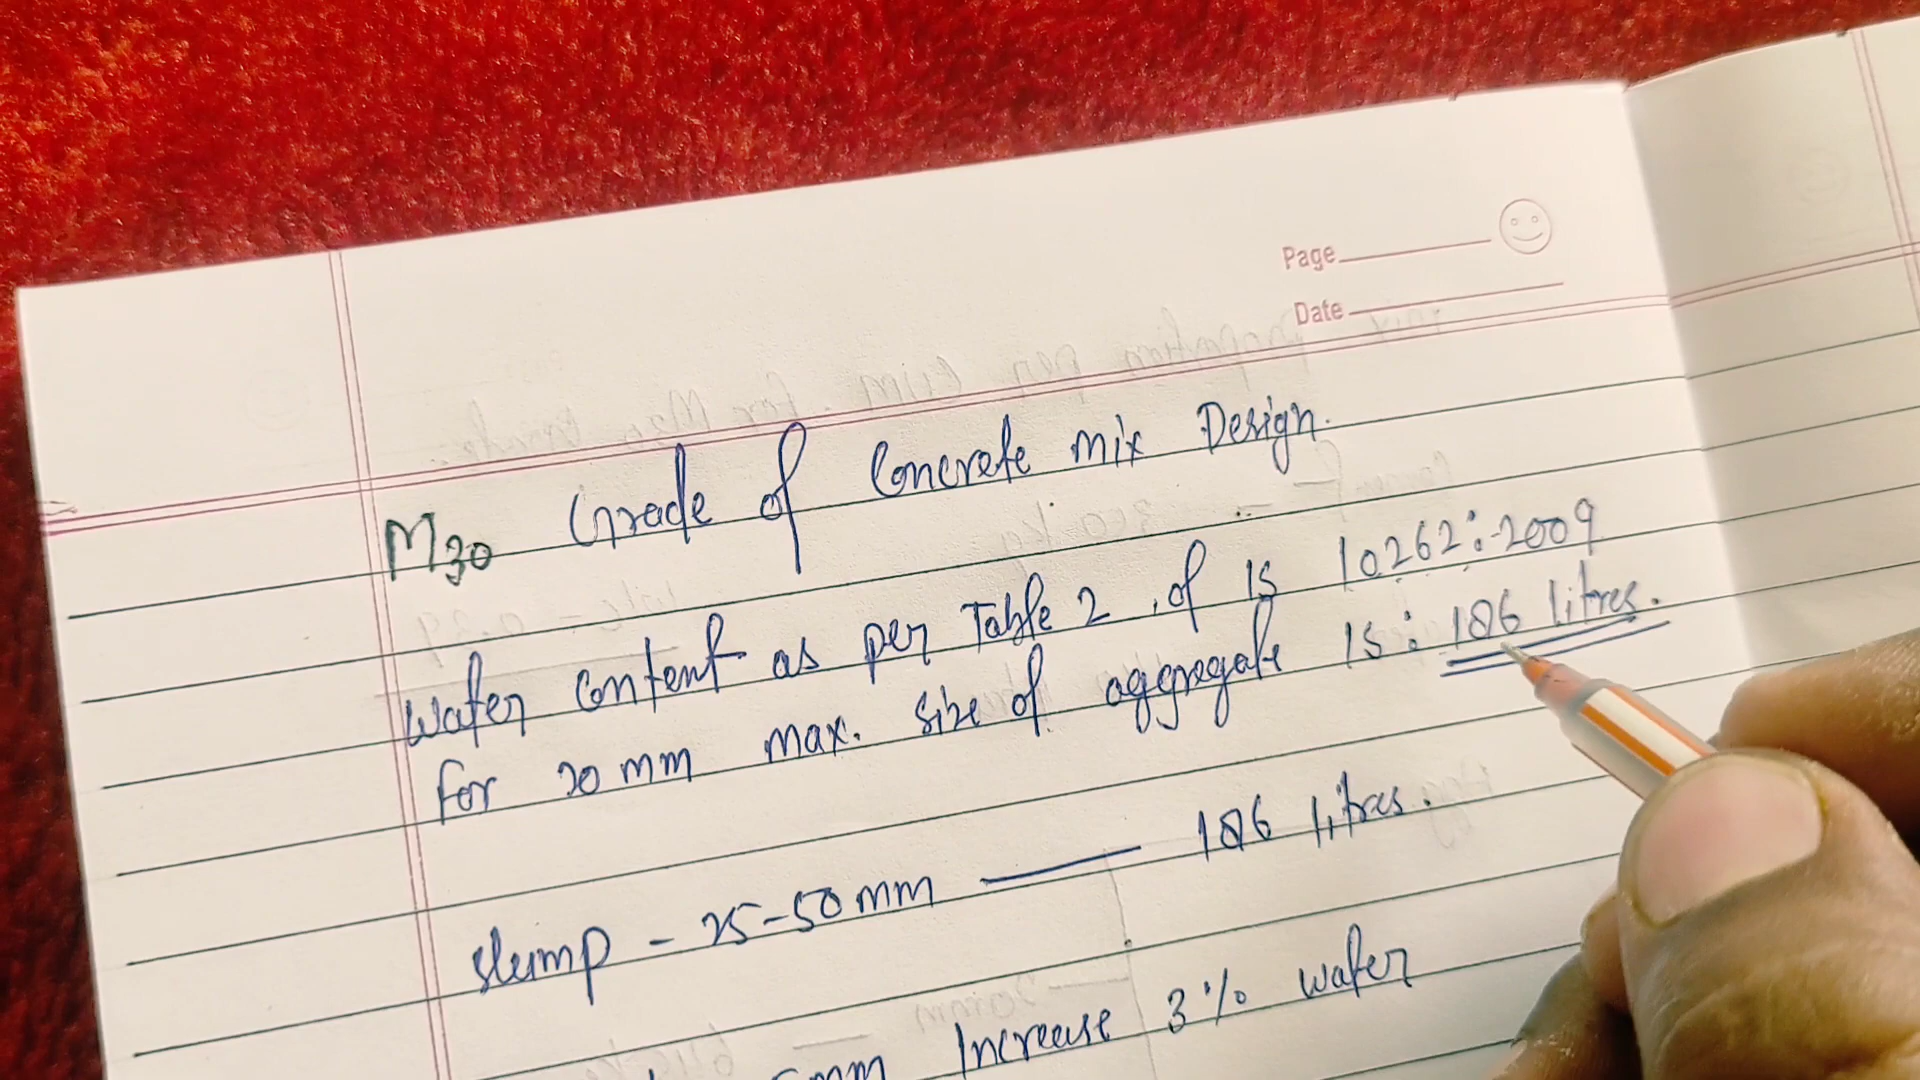 Page
Date
M30 Grade of Concrete mix Design.
Water content as per Table 2, of IS 10262:2009
for 20 mm max. size of aggregate is: 186 litres.
slump - 25-50 mm — 186 litres.
mm Increase 3% water